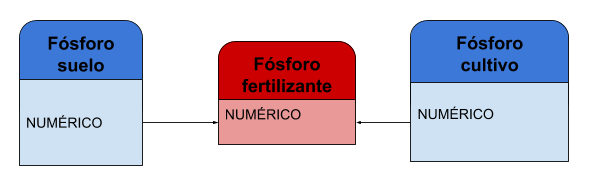 Fósforo
suelo
NUMÉRICO
Fósforo
fertilizante
NUMÉRICO
Fósforo
cultivo
NUMÉRICO